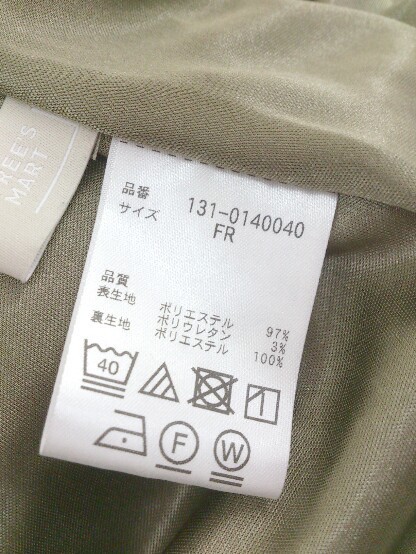 REE'S
MART
品番 131-0140040
サイズ FR
品質
表生地 ポリエステル 97%
ポリウレタン 3%
裏生地 ポリエステル 100%
40
F
W